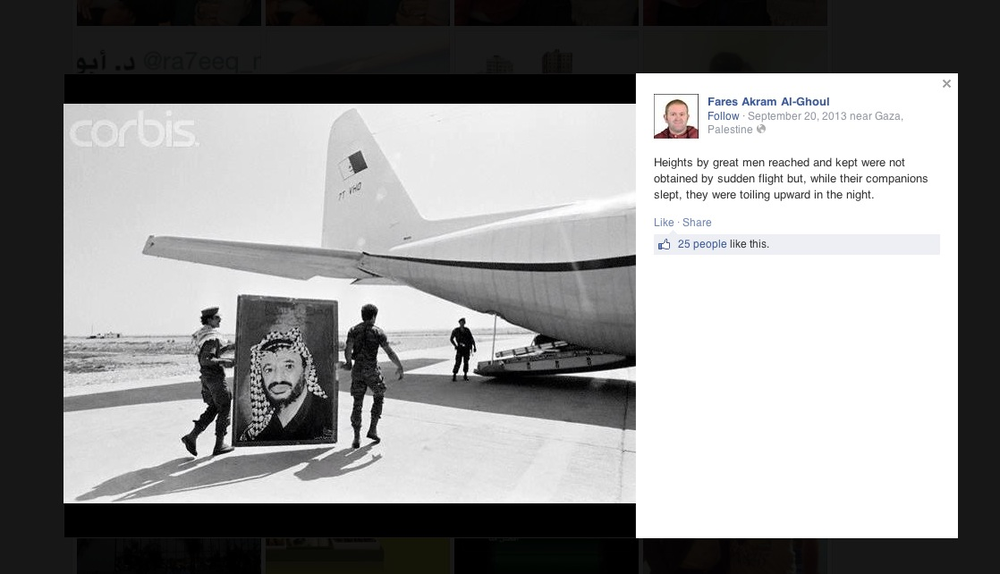 د. أبو @ra7eeq_r
corbis.
7T VHO
Fares Akram Al-Ghoul
Follow · September 20, 2013 near Gaza,
Palestine
Heights by great men reached and kept were not
obtained by sudden flight but, while their companions
slept, they were toiling upward in the night.
Like · Share
25 people like this.